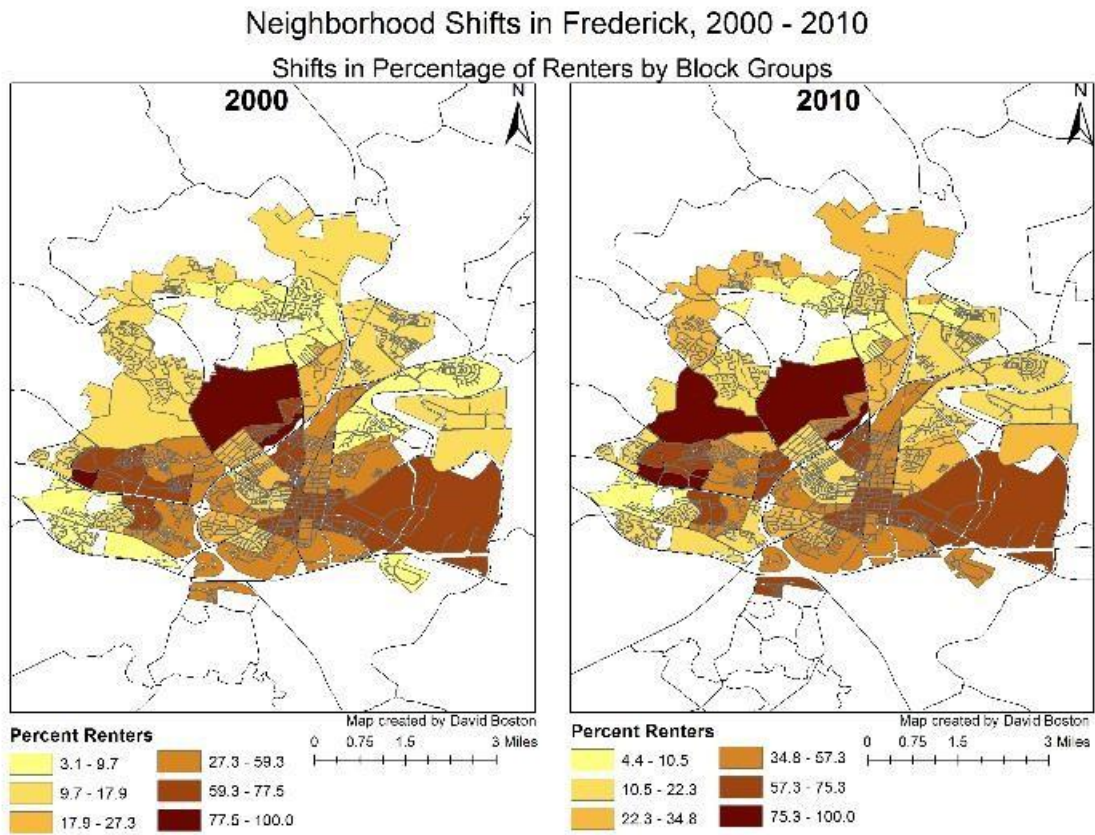 Neighborhood Shifts in Frederick, 2000 - 2010
Shifts in Percentage of Renters by Block Groups
2000
N
2010
N
Map created by David Boston
Percent Renters
3.1 - 9.7
9.7 - 17.9
17.9 - 27.3
27.3 - 59.3
59.3 - 77.5
77.5 - 100.0
0 0.75 1.5 3 Miles
Map created by David Boston
Percent Renters
4.4 - 10.5
10.5 - 22.3
22.3 - 34.8
34.8 - 57.3
57.3 - 75.3
75.3 - 100.0
0 0.75 1.5 3 Miles